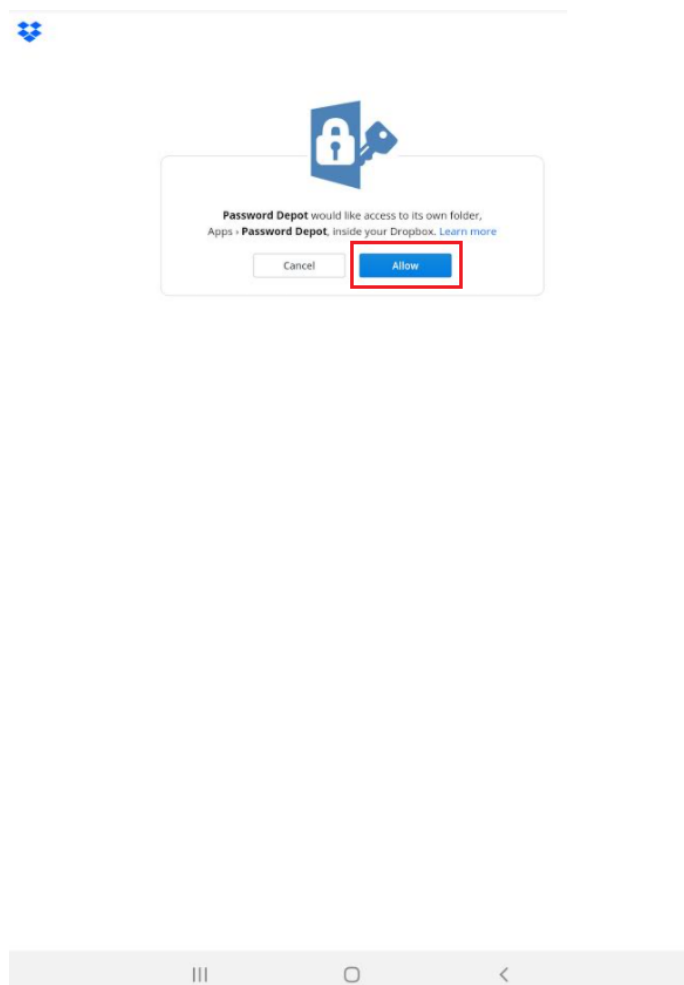 Password Depot would like access to its own folder,
Apps › Password Depot, inside your Dropbox. Learn more
Cancel
Allow